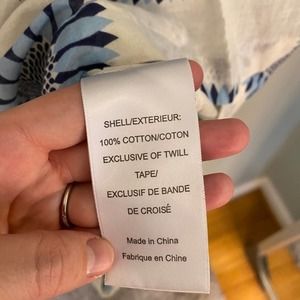 SHELL/EXTERIEUR:
100% COTTON/COTON
EXCLUSIVE OF TWILL
TAPE/
EXCLUSIF DE BANDE
DE CROISÉ
Made in China
Fabrique en Chine